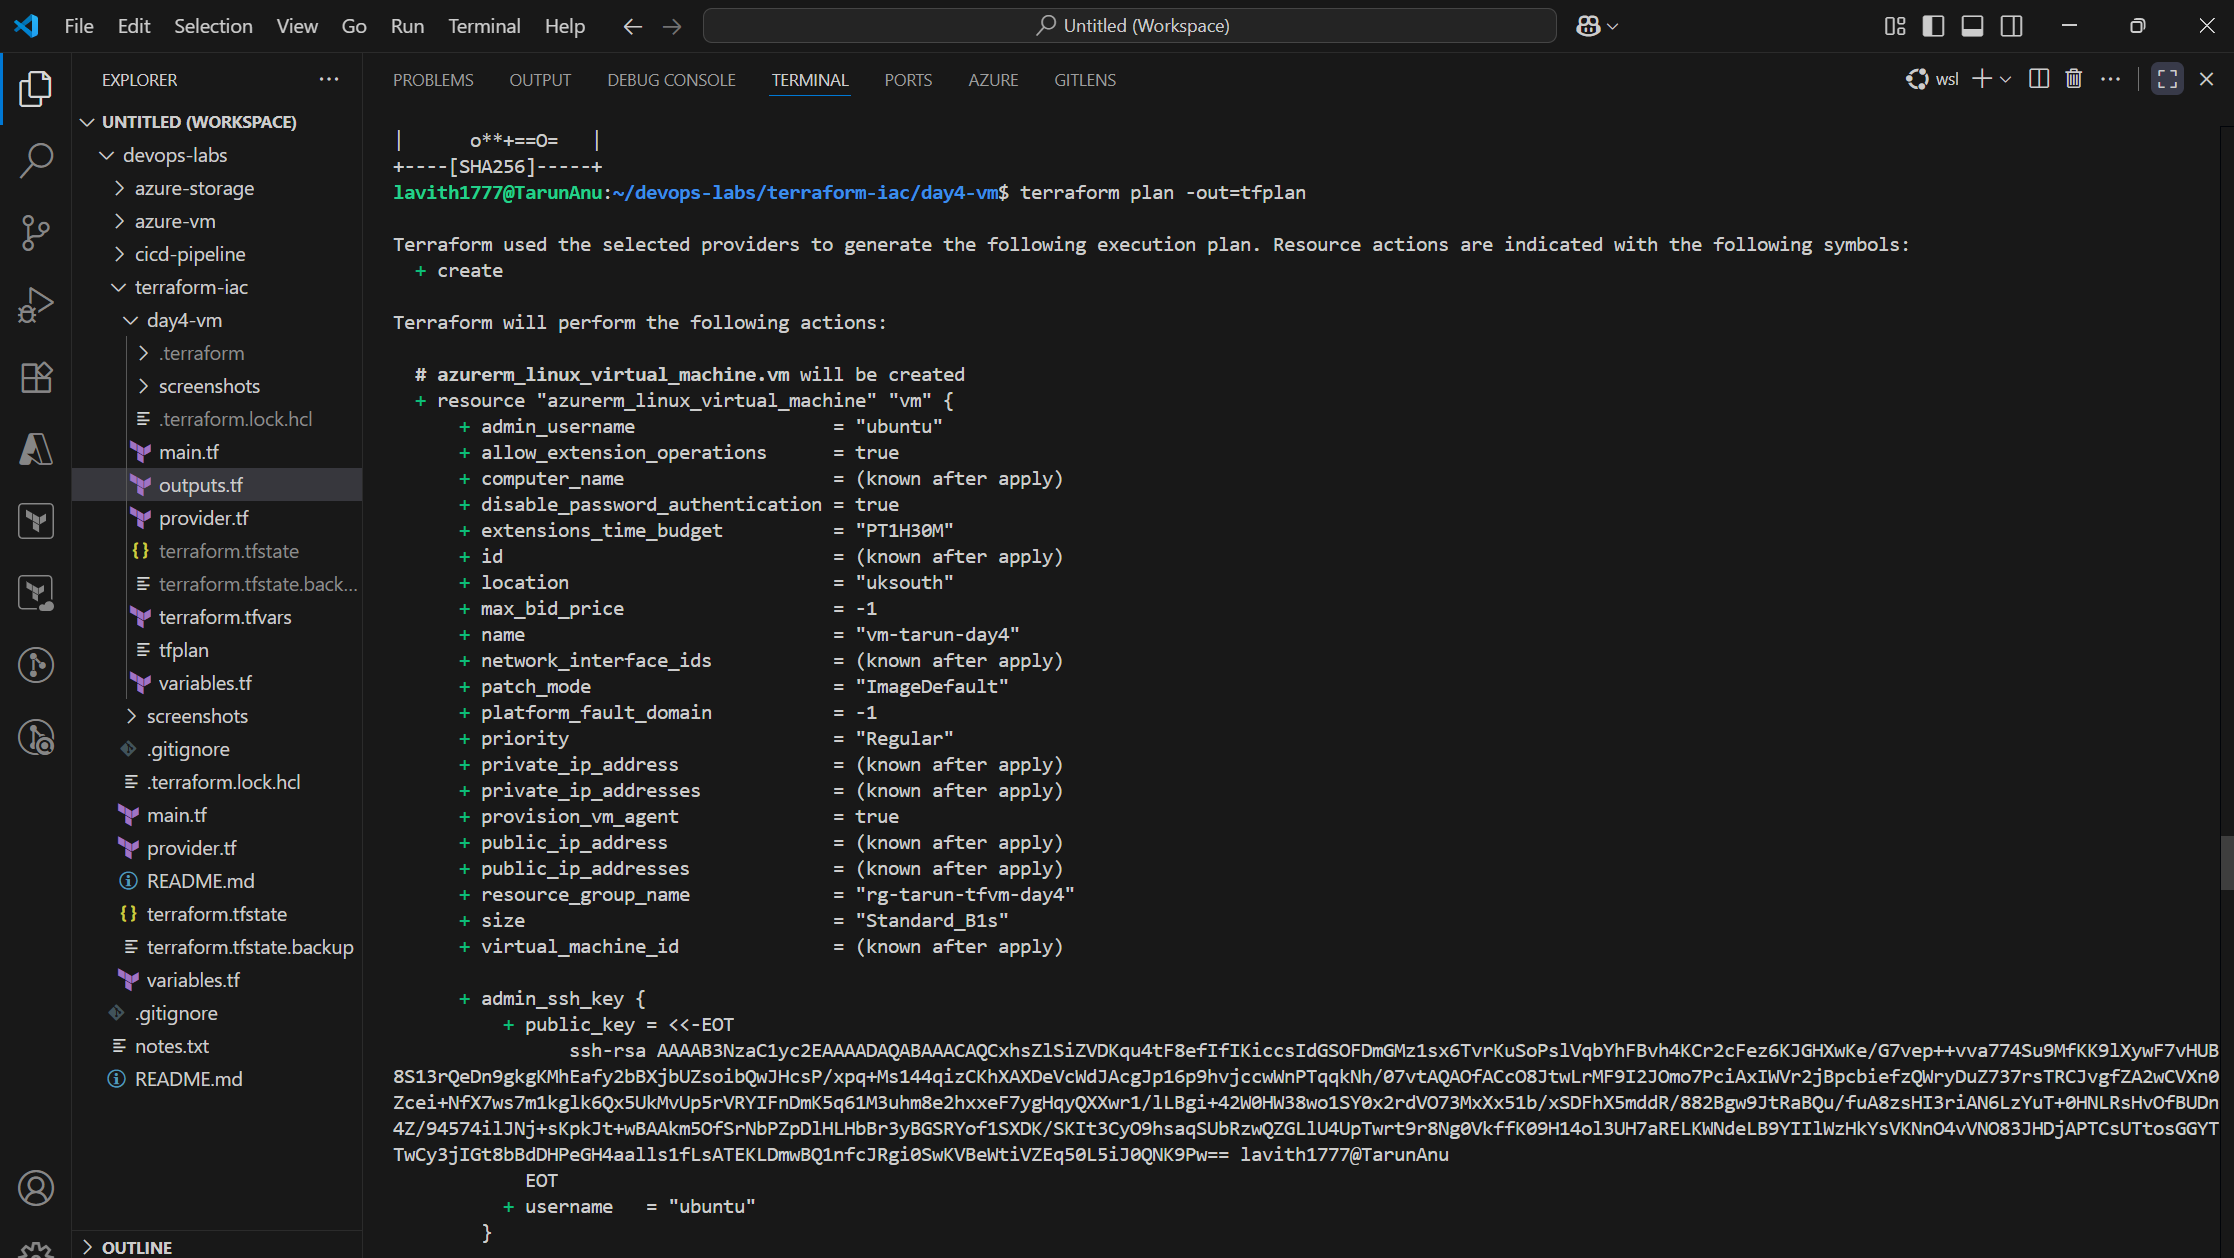 File Edit Selection View Go Run Terminal Help
Untitled (Workspace)
EXPLORER
UNTITLED (WORKSPACE)
devops-labs
azure-storage
azure-vm
cicd-pipeline
terraform-iac
day4-vm
.terraform
screenshots
.terraform.lock.hcl
main.tf
outputs.tf
provider.tf
terraform.tfstate
terraform.tfstate.back...
terraform.tfvars
tfplan
variables.tf
screenshots
.gitignore
.terraform.lock.hcl
main.tf
provider.tf
README.md
terraform.tfstate
terraform.tfstate.backup
variables.tf
.gitignore
notes.txt
README.md
OUTLINE
PROBLEMS OUTPUT DEBUG CONSOLE TERMINAL PORTS AZURE GITLENS
wsl
|      o**+==O=   |
+----[SHA256]-----+
lavith1777@TarunAnu:~/devops-labs/terraform-iac/day4-vm$ terraform plan -out=tfplan
Terraform used the selected providers to generate the following execution plan. Resource actions are indicated with the following symbols:
+ create
Terraform will perform the following actions:
# azurerm_linux_virtual_machine.vm will be created
+ resource "azurerm_linux_virtual_machine" "vm" {
+ admin_username = "ubuntu"
+ allow_extension_operations = true
+ computer_name = (known after apply)
+ disable_password_authentication = true
+ extensions_time_budget = "PT1H30M"
+ id = (known after apply)
+ location = "uksouth"
+ max_bid_price = -1
+ name = "vm-tarun-day4"
+ network_interface_ids = (known after apply)
+ patch_mode = "ImageDefault"
+ platform_fault_domain = -1
+ priority = "Regular"
+ private_ip_address = (known after apply)
+ private_ip_addresses = (known after apply)
+ provision_vm_agent = true
+ public_ip_address = (known after apply)
+ public_ip_addresses = (known after apply)
+ resource_group_name = "rg-tarun-tfvm-day4"
+ size = "Standard_B1s"
+ virtual_machine_id = (known after apply)
+ admin_ssh_key {
+ public_key = <<-EOT
ssh-rsa AAAAB3NzaC1yc2EAAAADAQABAAACAQCxhsZlSiZVDKqu4tF8efIfIKiccsIdGSOFDmGMz1sx6TvrKuSoPslVqbYhFBvh4KCr2cFez6KJGHXwKe/G7vep++vva774Su9MfKK9lXywF7vHUB
8S13rQeDn9gkgKMhEafy2bBXjbUZsoibQwJHcsP/xpq+Ms144qizCKhXAXDeVcWdJAcgJp16p9hvjccwWnPTqqkNh/07vtAQAOfACcO8JtwLrMF9I2JOmo7PciAxIWVr2jBpcbiefzQWryDuZ737rsTRCJvgfZA2wCVXn0
Zcei+NfX7ws7m1kglk6Qx5UkMvUp5rVRYIFnDmK5q61M3uhm8e2hxxeF7ygHqyQXXwr1/lLBgi+42W0HW38wo1SY0x2rdVO73MxXx51b/xSDFhX5mddR/882Bgw9JtRaBQu/fuA8zsHI3riAN6LzYuT+0HNLRsHvOfBUDn
4Z/94574ilJNj+sKpkJt+wBAAkm5OfSrNbPZpDlHLHbBr3yBGSRYof1SXDK/SKIt3CyO9hsaqSUbRzwQZGLlU4UpTwrt9r8Ng0VkffK09H14ol3UH7aRELKWNdeLB9YIIlWzHkYsVKNnO4vVNO83JHDjAPTCsUTtosGGYT
TwCy3jIGt8bBdDHPeGH4aalls1fLsATEKLDmwBQ1nfcJRgi0SwKVBeWtiVZEq50L5iJ0QNK9Pw== lavith1777@TarunAnu
EOT
+ username = "ubuntu"
}